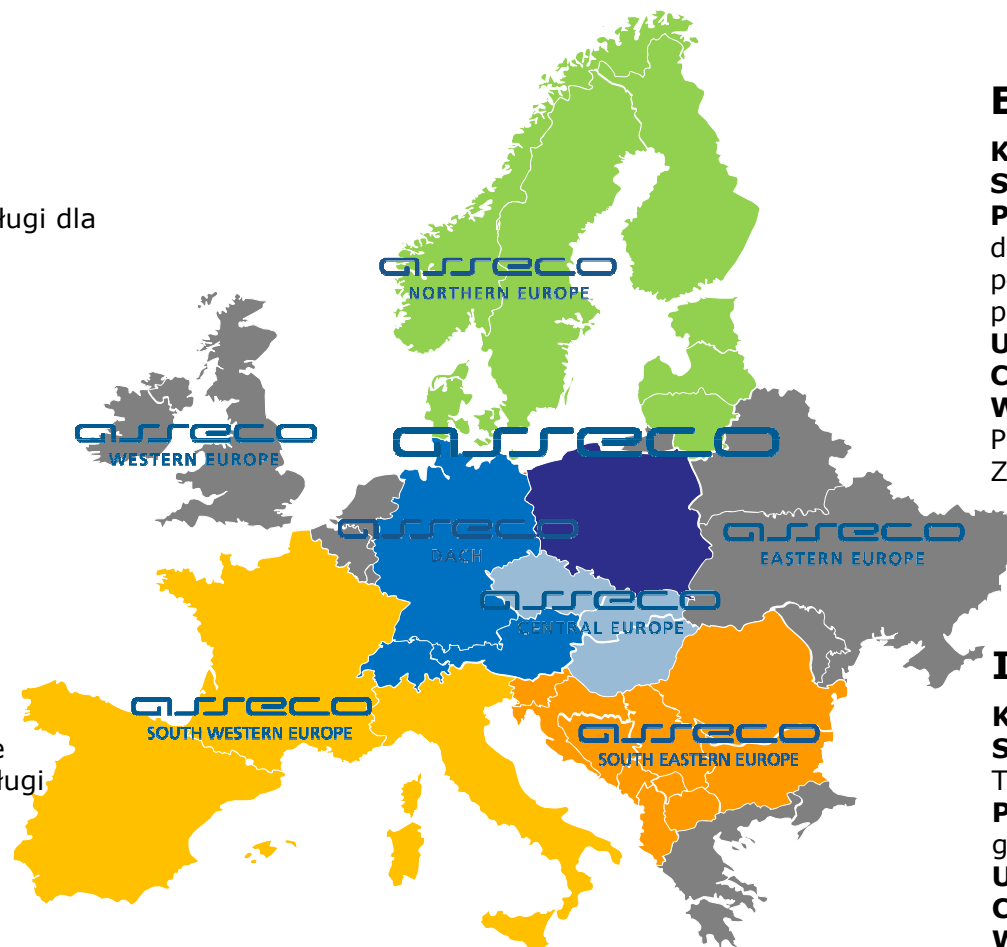 ługi dla
e
ługi
asseco
NORTHERN EUROPE
asseco
WESTERN EUROPE
asseco
asseco
DACH
asseco
EASTERN EUROPE
asseco
CENTRAL EUROPE
asseco
SOUTH WESTERN EUROPE
asseco
SOUTH EASTERN EUROPE
E
K
S
P
d
p
p
U
C
W
P
Z
I
K
S
T
P
g
U
C
W